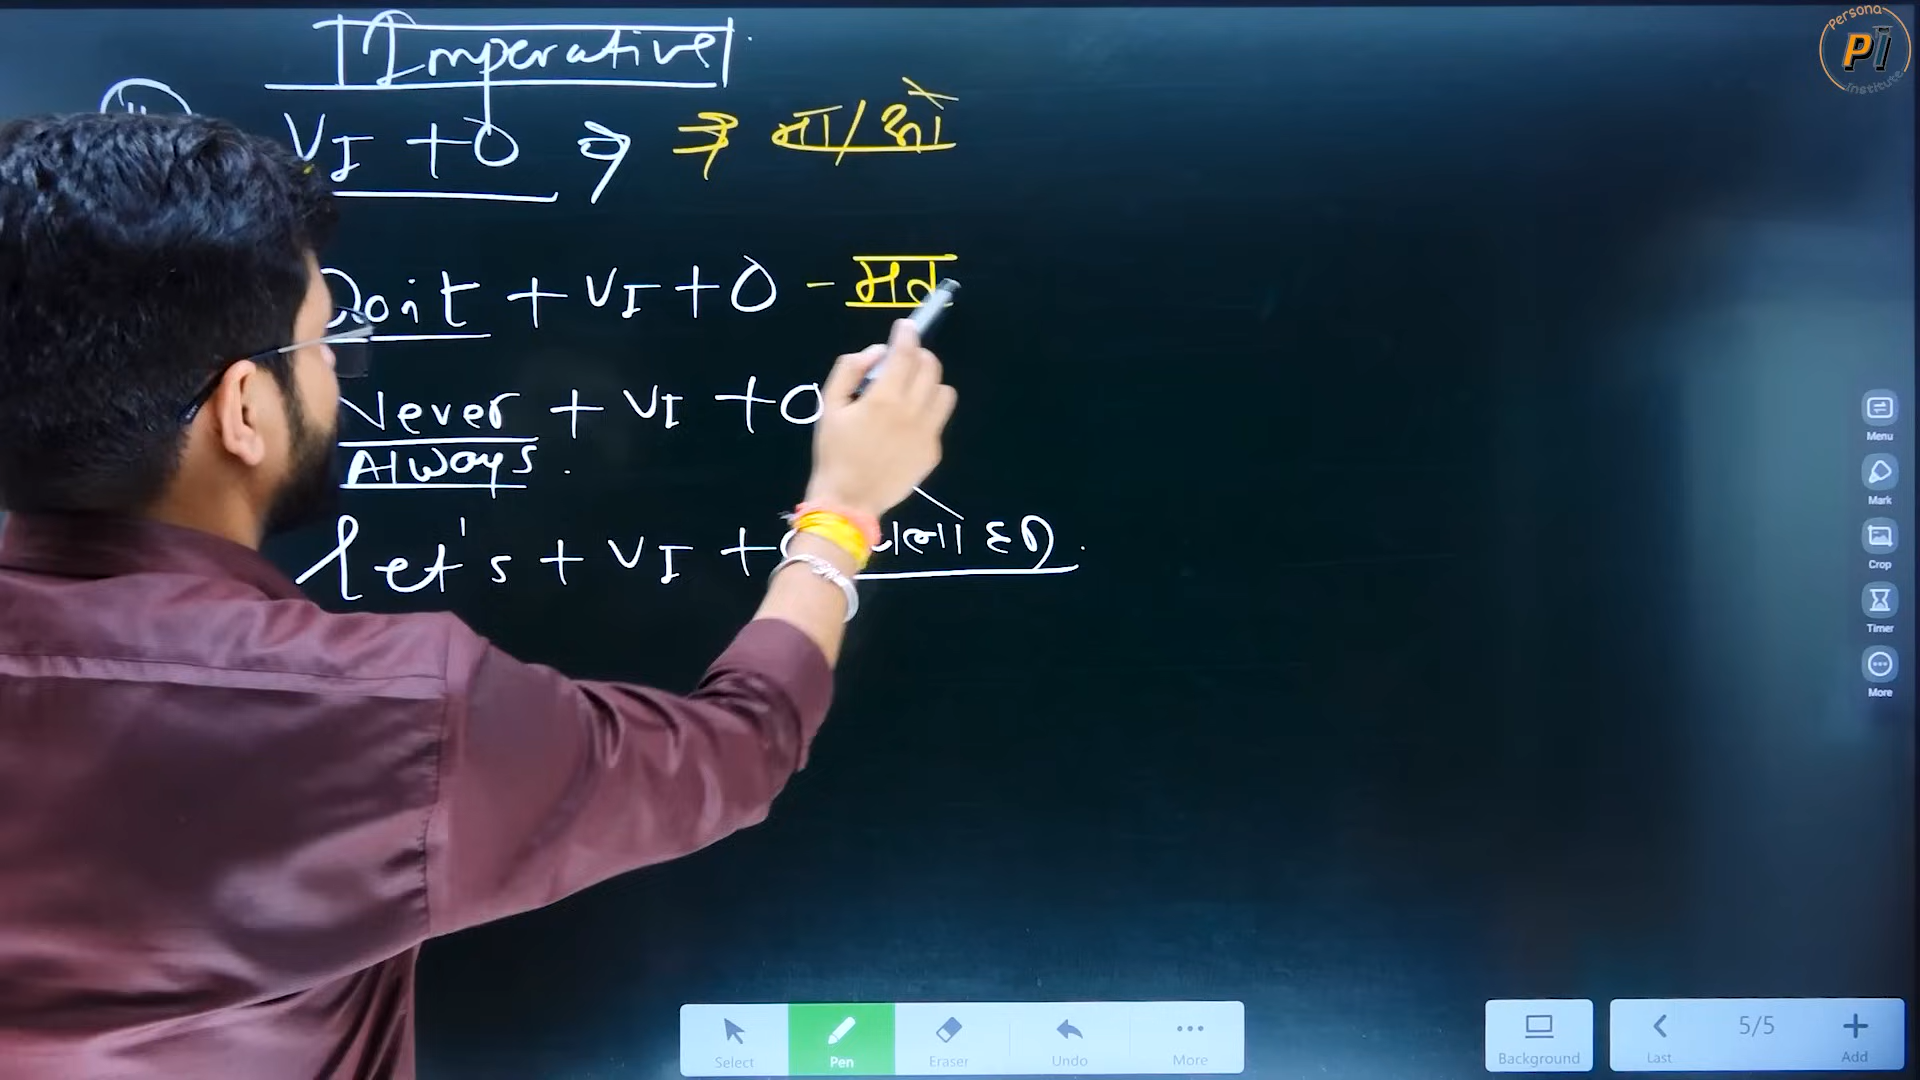 Imperative
VI + O ⇒ ⇒ ना/ओ
Don't + VI + O - मत
Never + VI + O
Always.
Let's + VI +
Persona
PI
Institute
Menu
Mark
Crop
Timer
More
Select Pen Eraser Undo More
Background
Last 5/5 Add